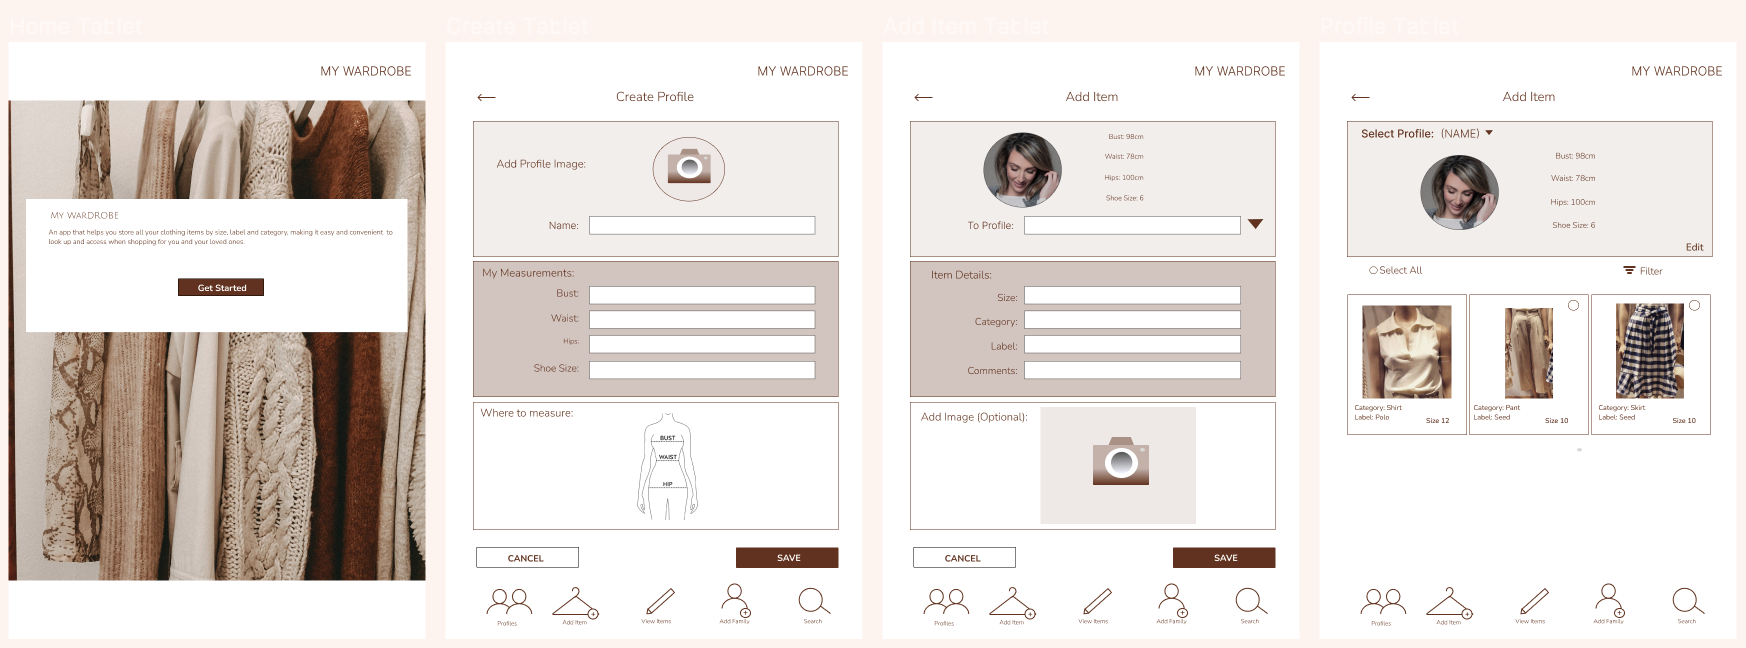 Home Tablet
MY WARDROBE
MY WARDROBE
An app that helps you store all your clothing items by size, label and category, making it easy and convenient to
look up and access when shopping for you and your loved ones.
Get Started
Create Tablet
MY WARDROBE
Create Profile
Add Profile Image:
Name:
My Measurements:
Bust:
Waist:
Hips:
Shoe Size:
Where to measure:
BUST
WAIST
HIP
CANCEL
SAVE
Profiles
Add Item
View Items
Add Family
Search
Add Item Tablet
MY WARDROBE
Add Item
Bust: 98cm
Waist: 78cm
Hips: 100cm
Shoe Size: 6
To Profile:
Item Details:
Size:
Category:
Label:
Comments:
Add Image (Optional):
CANCEL
SAVE
Profiles
Add Item
View Items
Add Family
Search
Profile Tablet
MY WARDROBE
Add Item
Select Profile: (NAME)
Bust: 98cm
Waist: 78cm
Hips: 100cm
Shoe Size: 6
Edit
Select All
Filter
Category: Shirt
Label: Polo
Size 12
Category: Pant
Label: Seed
Size 10
Category: Skirt
Label: Seed
Size 10
Profiles
Add Item
View Items
Add Family
Search